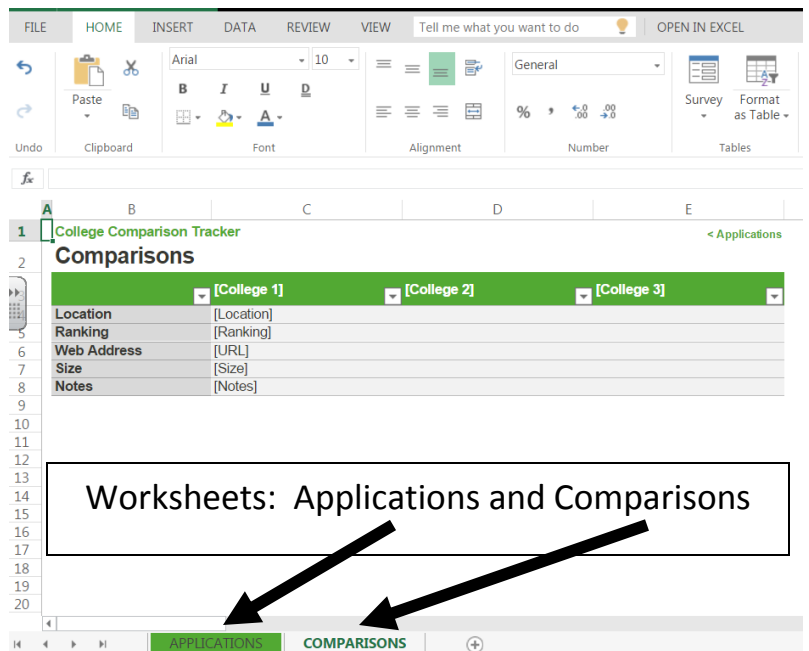 FILE HOME INSERT DATA REVIEW VIEW Tell me what you want to do OPEN IN EXCEL
Arial 10 General
B I U D
Paste % , .00 .00 Survey Format
as Table
Undo Clipboard Font Alignment Number Tables
fx
A B C D E
1 College Comparison Tracker < Applications
2 Comparisons
[College 1] [College 2] [College 3]
Location [Location]
5 Ranking [Ranking]
6 Web Address [URL]
7 Size [Size]
8 Notes [Notes]
9
10
11
12
13
14
15
16
17
18
19
20
Worksheets: Applications and Comparisons
APPLICATIONS COMPARISONS